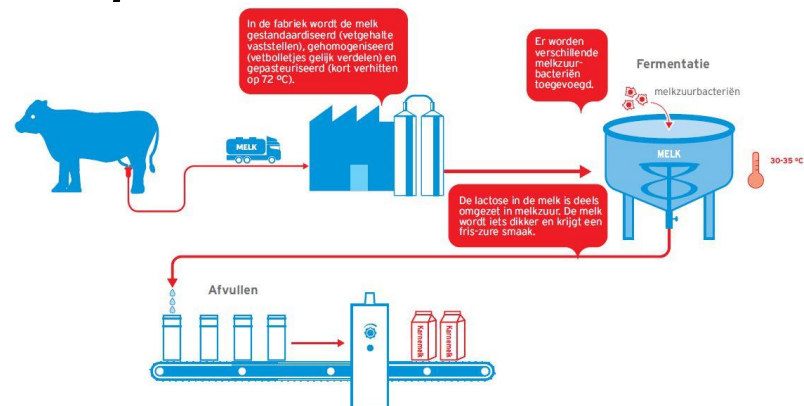 In de fabriek wordt de melk
gestandaardiseerd (vetgehalte
vaststellen), gehomogeniseerd
(vetbolletjes gelijk verdelen) en
gepasteuriseerd (kort verhitten
op 72 ºC).
Er worden
verschillende
melkzuur-
bacteriën
toegevoegd.
Fermentatie
melkzuurbacteriën
MELK
MELK
30-35 ºC
De lactose in de melk is deels
omgezet in melkzuur. De melk
wordt iets dikker en krijgt een
fris-zure smaak.
Afvullen
Karnemelk
Karnemelk